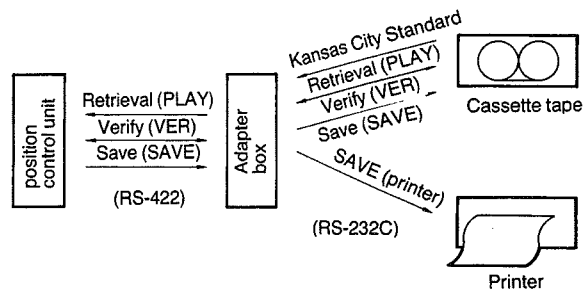 position
control unit
Retrieval (PLAY)
Verify (VER)
Save (SAVE)
(RS-422)
Adapter
box
Kansas City Standard
Retrieval (PLAY)
Verify (VER)
Save (SAVE)
SAVE (printer)
(RS-232C)
Cassette tape
Printer